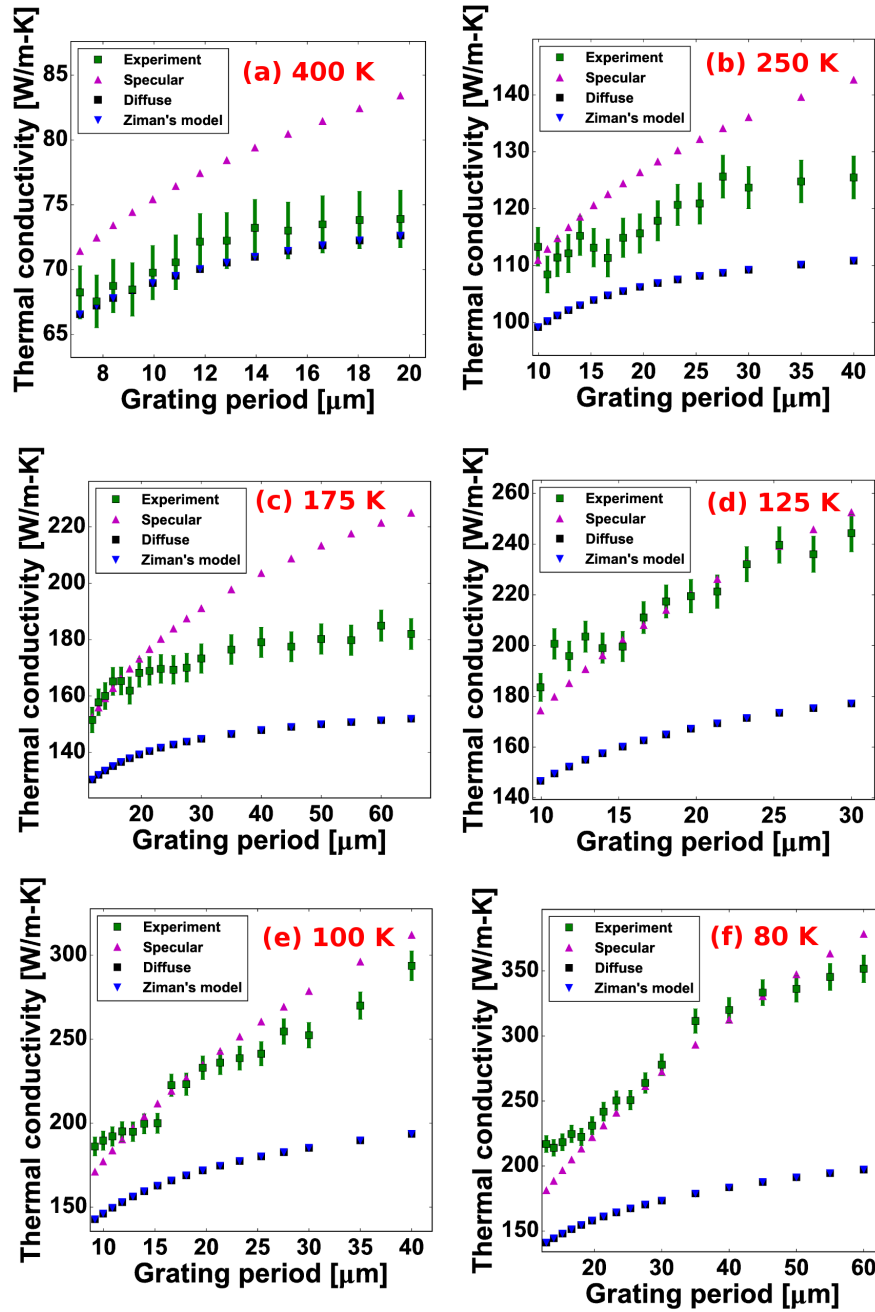 (a) 400 K
Thermal conductivity [W/m-K]
85
80
75
70
65
Experiment
Specular
Diffuse
Ziman's model
8 10 12 14 16 18 20
Grating period [μm]
(b) 250 K
Thermal conductivity [W/m-K]
140
130
120
110
100
Experiment
Specular
Diffuse
Ziman's model
10 15 20 25 30 35 40
Grating period [μm]
(c) 175 K
Thermal conductivity [W/m-K]
220
200
180
160
140
Experiment
Specular
Diffuse
Ziman's model
20 30 40 50 60
Grating period [μm]
(d) 125 K
Thermal conductivity [W/m-K]
260
240
220
200
180
160
140
Experiment
Specular
Diffuse
Ziman's model
10 15 20 25 30
Grating period [μm]
(e) 100 K
Thermal conductivity [W/m-K]
300
250
200
150
Experiment
Specular
Diffuse
Ziman's model
10 15 20 25 30 35 40
Grating period [μm]
(f) 80 K
Thermal conductivity [W/m-K]
350
300
250
200
150
Experiment
Specular
Diffuse
Ziman's model
20 30 40 50 60
Grating period [μm]